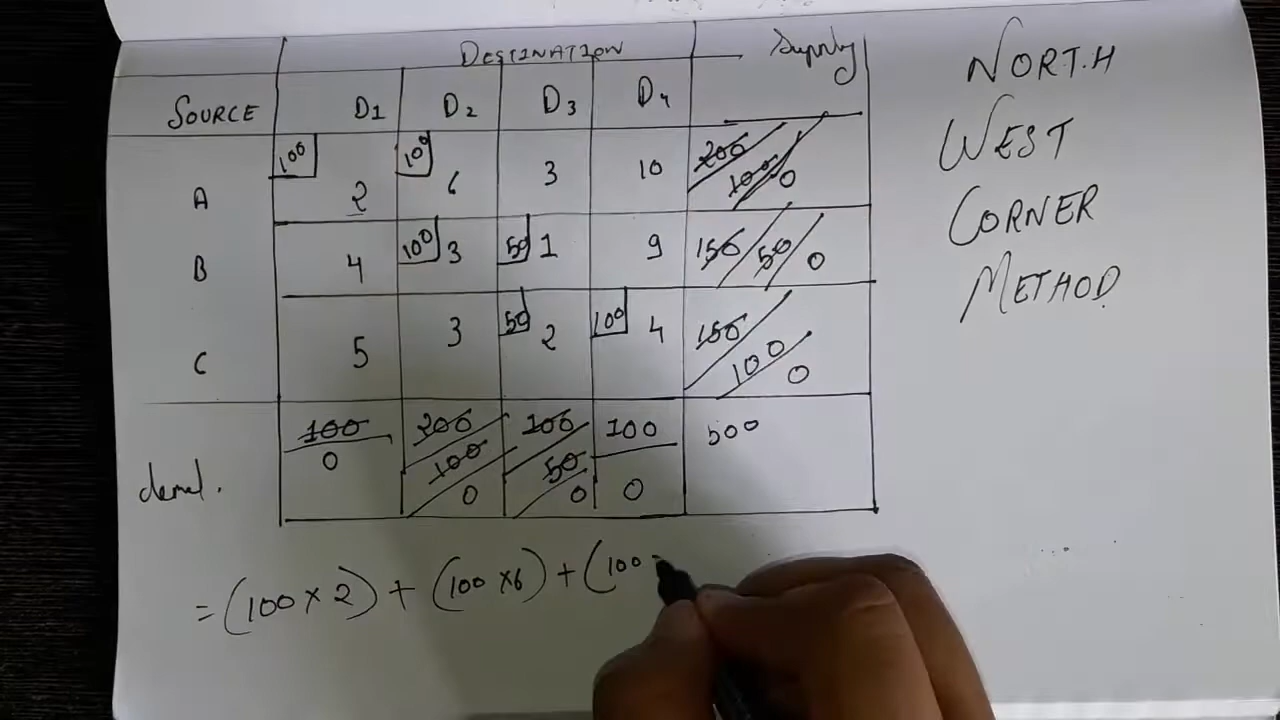 DESTINATION Supply
SOURCE D1 D2 D3 D4
100 100 200
A 2 6 3 10 100 0
B 4 100 3 50 1 9 150 50 0
50 100 150
C 5 3 2 4 100 0
100 200 100 100 500
0 100 50 0
demd. 0 0
= (100 × 2) + (100 × 6) + (100
NORTH
WEST
CORNER
METHOD